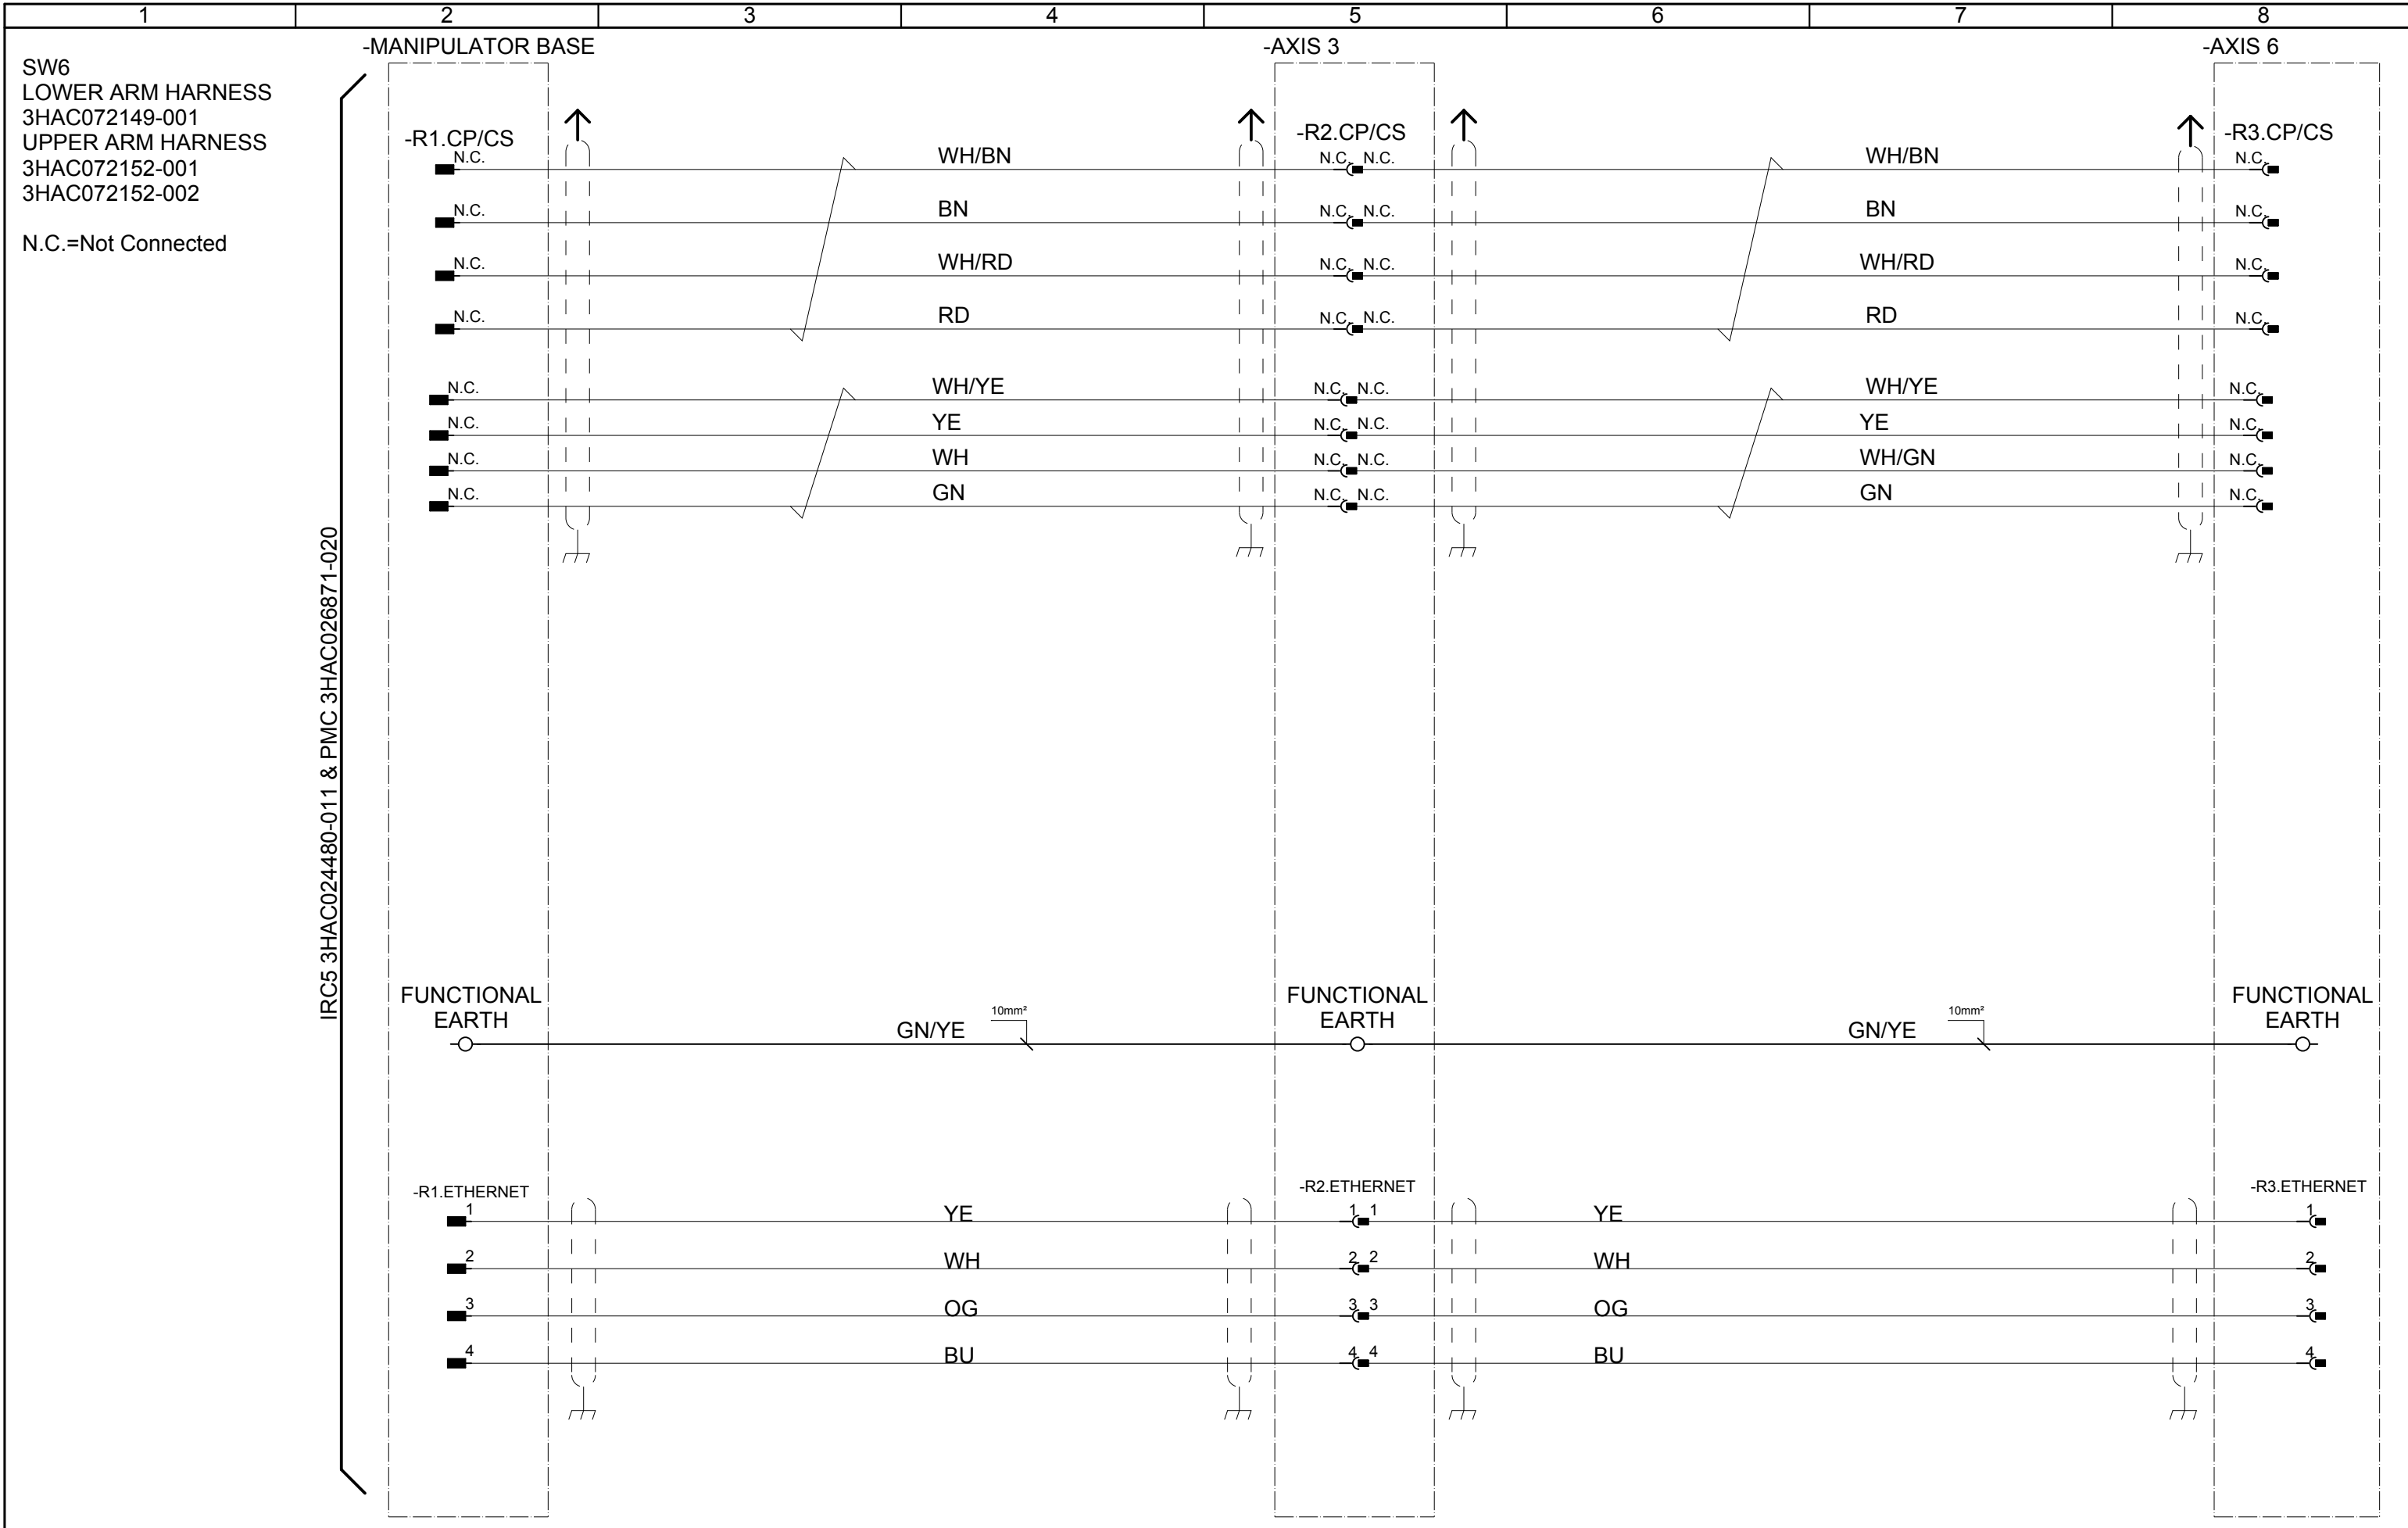 1 2 3 4 5 6 7 8
-MANIPULATOR BASE -AXIS 3 -AXIS 6
SW6
LOWER ARM HARNESS
3HAC072149-001
UPPER ARM HARNESS
3HAC072152-001
3HAC072152-002
N.C.=Not Connected
IRC5 3HAC024480-011 & PMC 3HAC026871-020
-R1.CP/CS -R2.CP/CS -R3.CP/CS
N.C. WH/BN N.C. N.C. WH/BN N.C.
N.C. BN N.C. N.C. BN N.C.
N.C. WH/RD N.C. N.C. WH/RD N.C.
N.C. RD N.C. N.C. RD N.C.
N.C. WH/YE N.C. N.C. WH/YE N.C.
N.C. YE N.C. N.C. YE N.C.
N.C. WH N.C. N.C. WH/GN N.C.
N.C. GN N.C. N.C. GN N.C.
FUNCTIONAL FUNCTIONAL FUNCTIONAL
EARTH 10mm² EARTH 10mm² EARTH
GN/YE GN/YE
-R1.ETHERNET -R2.ETHERNET -R3.ETHERNET
1 YE 1 1 YE 1
2 WH 2 2 WH 2
3 OG 3 3 OG 3
4 BU 4 4 BU 4